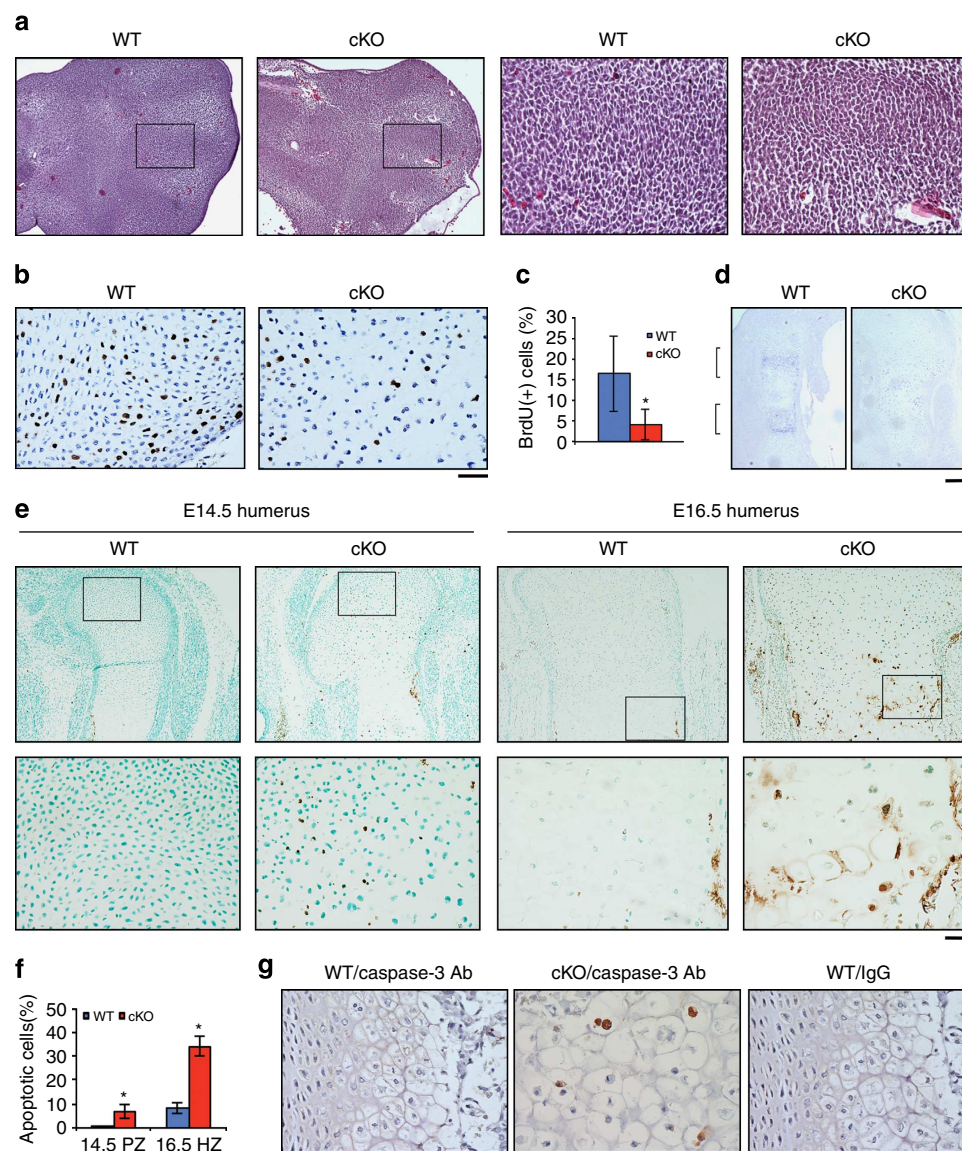 a
WT cKO WT cKO
b
WT cKO
c
BrdU(+) cells (%)
30
25
20
15
10
5
0
WT
cKO
*
d
WT cKO
e
E14.5 humerus E16.5 humerus
WT cKO WT cKO
f
Apoptotic cells(%)
50
40
30
20
10
0
WT cKO
*
*
14.5 PZ 16.5 HZ
g
WT/caspase-3 Ab cKO/caspase-3 Ab WT/IgG